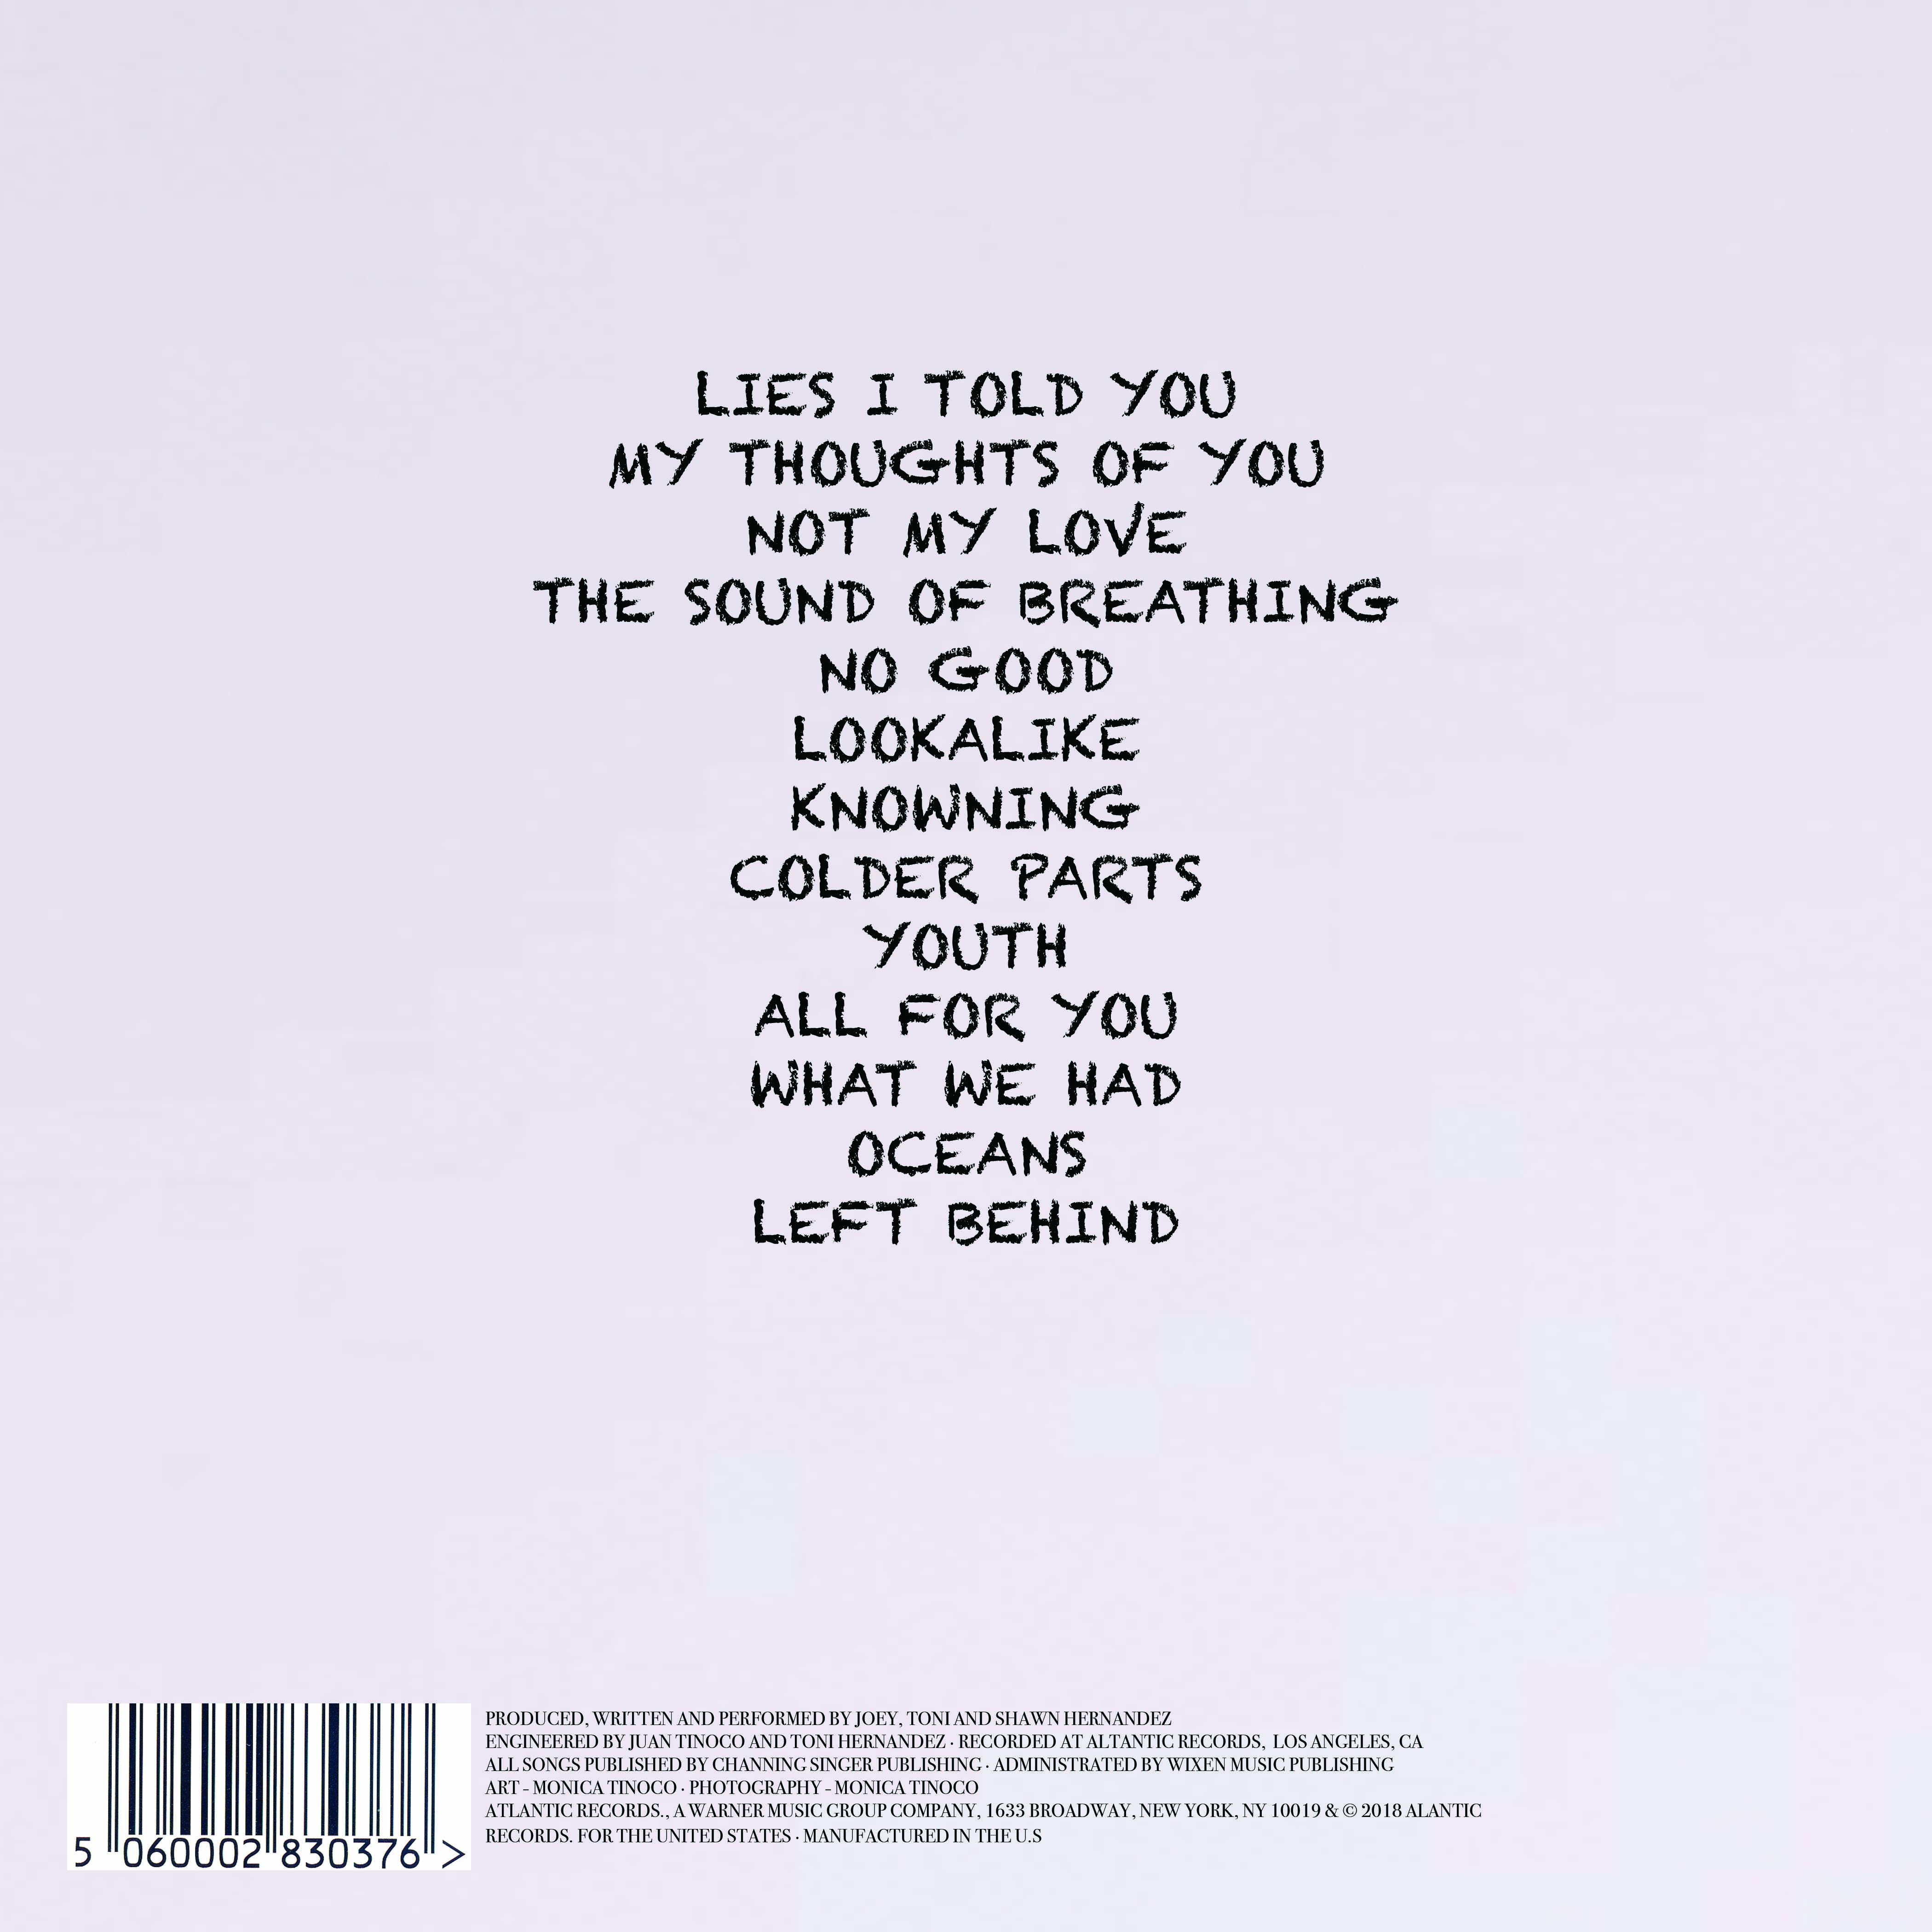 LIES I TOLD YOU
MY THOUGHTS OF YOU
NOT MY LOVE
THE SOUND OF BREATHING
NO GOOD
LOOKALIKE
KNOWNING
COLDER PARTS
YOUTH
ALL FOR YOU
WHAT WE HAD
OCEANS
LEFT BEHIND
PRODUCED, WRITTEN AND PERFORMED BY JOEY, TONI AND SHAWN HERNANDEZ
ENGINEERED BY JUAN TINOCO AND TONI HERNANDEZ · RECORDED AT ALTANTIC RECORDS, LOS ANGELES, CA
ALL SONGS PUBLISHED BY CHANNING SINGER PUBLISHING · ADMINISTRATED BY WIXEN MUSIC PUBLISHING
ART - MONICA TINOCO · PHOTOGRAPHY - MONICA TINOCO
ATLANTIC RECORDS., A WARNER MUSIC GROUP COMPANY, 1633 BROADWAY, NEW YORK, NY 10019 & © 2018 ALANTIC
RECORDS. FOR THE UNITED STATES · MANUFACTURED IN THE U.S
5 060002 830376 >